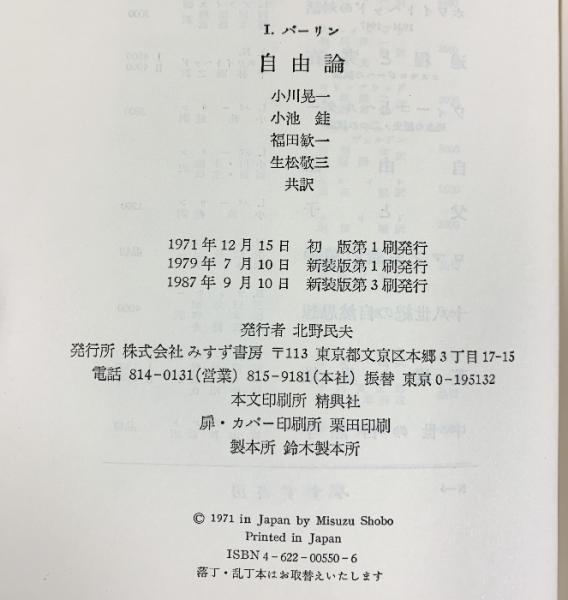 I. バーリン
自由論
小川晃一
小池 銈
福田歓一
生松敬三
共訳
1971年12月15日 初 版第1刷発行
1979年 7月10日 新装版第1刷発行
1987年 9月10日 新装版第3刷発行
発行者 北野民夫
発行所 株式会社 みすず書房 〒113 東京都文京区本郷3丁目17-15
電話 814-0131(営業) 815-9181(本社) 振替 東京0-195132
本文印刷所 精興社
扉・カバー印刷所 栗田印刷
製本所 鈴木製本所
© 1971 in Japan by Misuzu Shobo
Printed in Japan
ISBN 4-622-00550-6
落丁・乱丁本はお取替えいたします